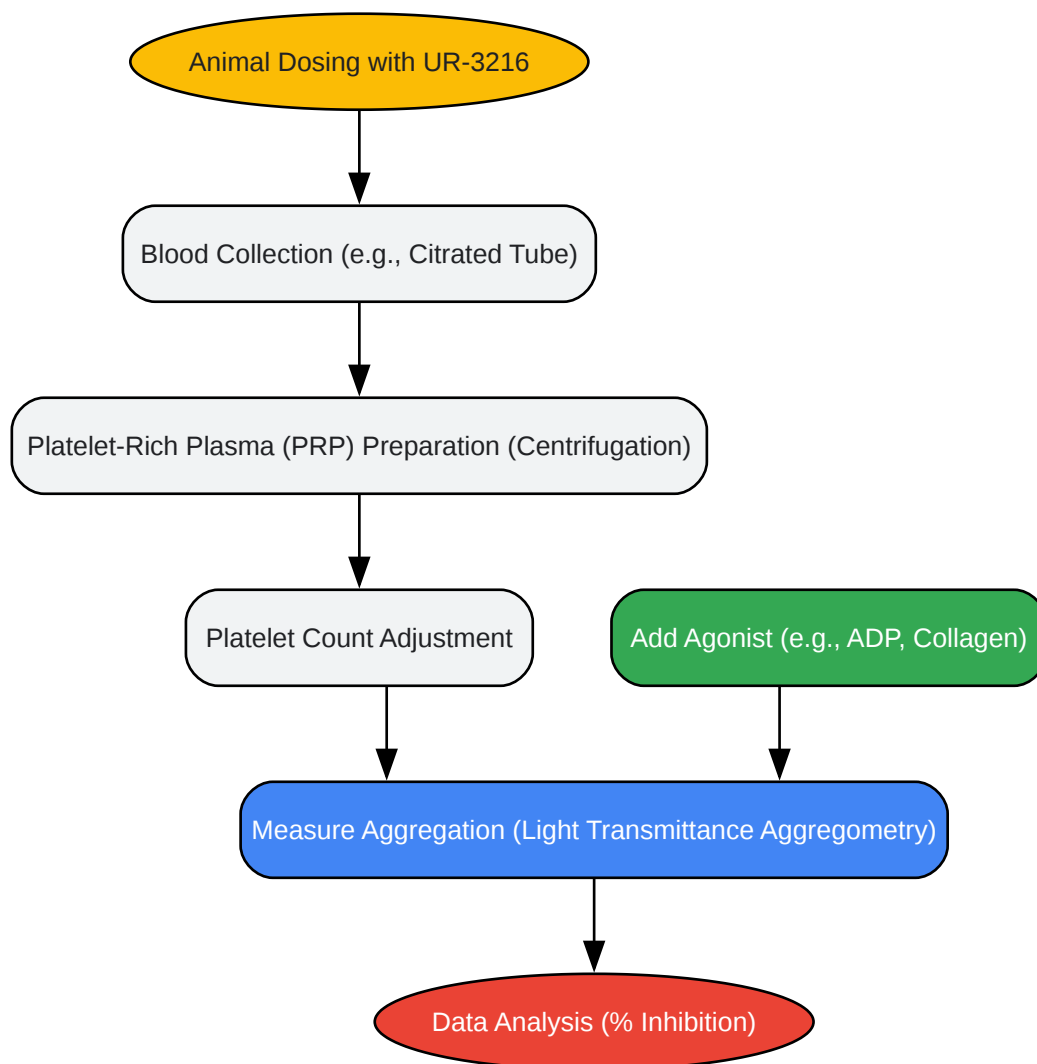 Animal Dosing with UR-3216
Blood Collection (e.g., Citrated Tube)
Platelet-Rich Plasma (PRP) Preparation (Centrifugation)
Platelet Count Adjustment
Add Agonist (e.g., ADP, Collagen)
Measure Aggregation (Light Transmittance Aggregometry)
Data Analysis (% Inhibition)